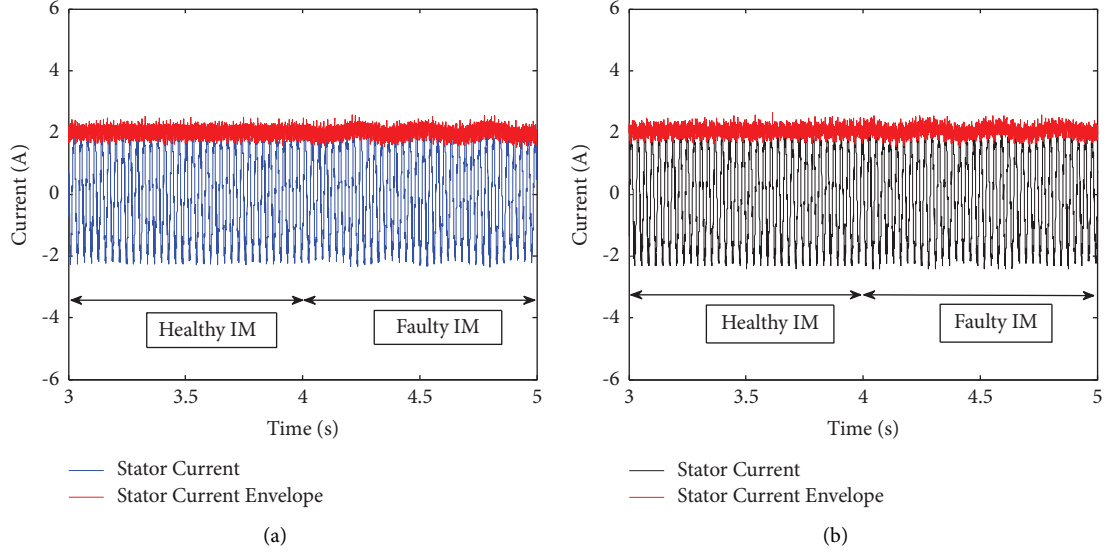 6
4
2
0
-2
-4
-6
Current (A)
Healthy IM
Faulty IM
3
3.5
4
4.5
5
Time (s)
Stator Current
Stator Current Envelope
(a)
6
4
2
0
-2
-4
-6
Current (A)
Healthy IM
Faulty IM
3
3.5
4
4.5
5
Time (s)
Stator Current
Stator Current Envelope
(b)